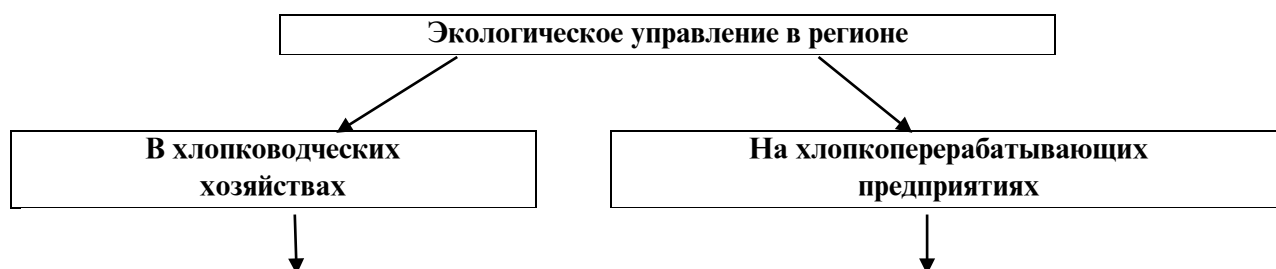 Экологическое управление в регионе
В хлопководческих
хозяйствах
На хлопкоперерабатывающих
предприятиях